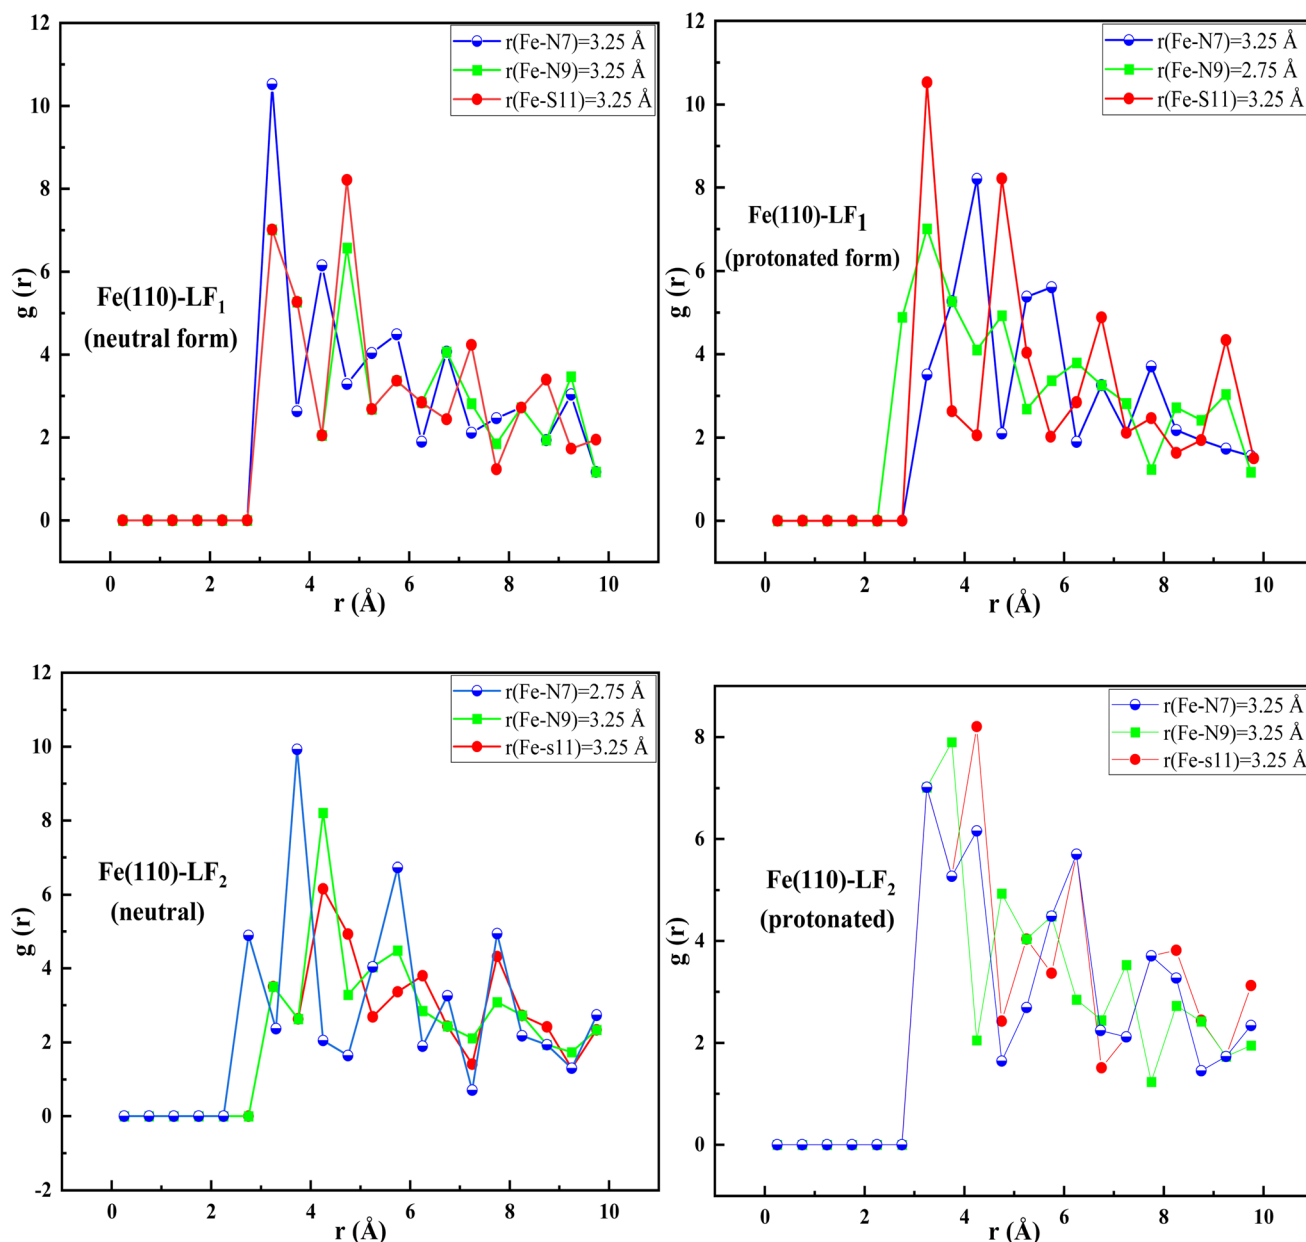 12
10
8
6
4
2
0
g (r)
r(Fe-N7)=3.25 Å
r(Fe-N9)=3.25 Å
r(Fe-S11)=3.25 Å
Fe(110)-LF1
(neutral form)
0 2 4 6 8 10
r (Å)
12
10
8
6
4
2
0
g (r)
r(Fe-N7)=3.25 Å
r(Fe-N9)=2.75 Å
r(Fe-S11)=3.25 Å
Fe(110)-LF1
(protonated form)
0 2 4 6 8 10
r (Å)
12
10
8
6
4
2
0
-2
g (r)
r(Fe-N7)=2.75 Å
r(Fe-N9)=3.25 Å
r(Fe-s11)=3.25 Å
Fe(110)-LF2
(neutral)
0 2 4 6 8 10
r (Å)
8
6
4
2
0
g (r)
r(Fe-N7)=3.25 Å
r(Fe-N9)=3.25 Å
r(Fe-s11)=3.25 Å
Fe(110)-LF2
(protonated)
0 2 4 6 8 10
r (Å)